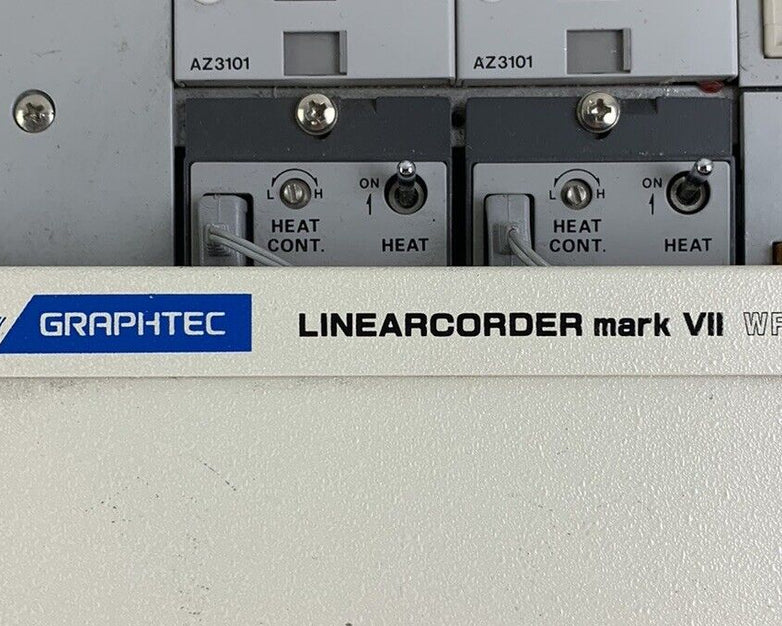 AZ3101 AZ3101
L H ON L H ON
HEAT CONT. HEAT HEAT CONT. HEAT
GRAPHTEC LINEARCORDER mark VII